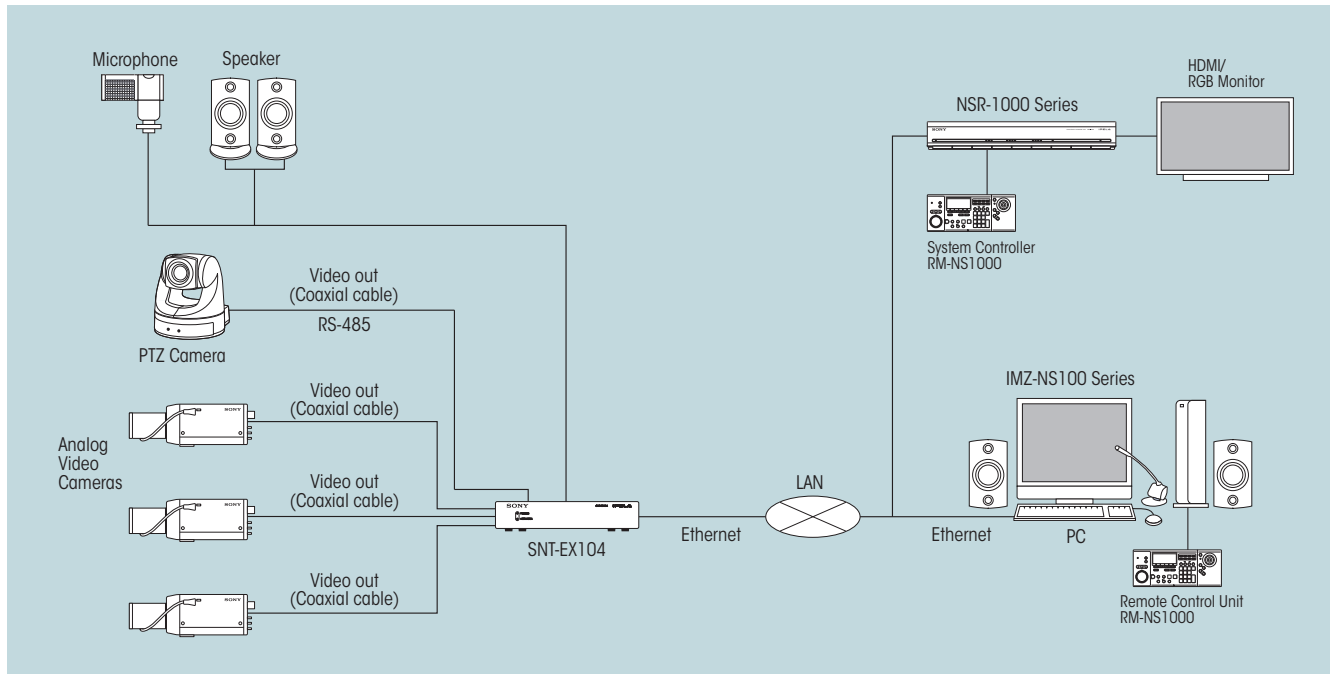 Microphone
Speaker
HDMI/
RGB Monitor
NSR-1000 Series
SONY
System Controller
RM-NS1000
Video out
(Coaxial cable)
RS-485
PTZ Camera
Video out
(Coaxial cable)
SONY
Analog
Video
Cameras
IMZ-NS100 Series
Video out
(Coaxial cable)
SONY
LAN
SONY
Ethernet
Ethernet
PC
SNT-EX104
Video out
(Coaxial cable)
SONY
Remote Control Unit
RM-NS1000